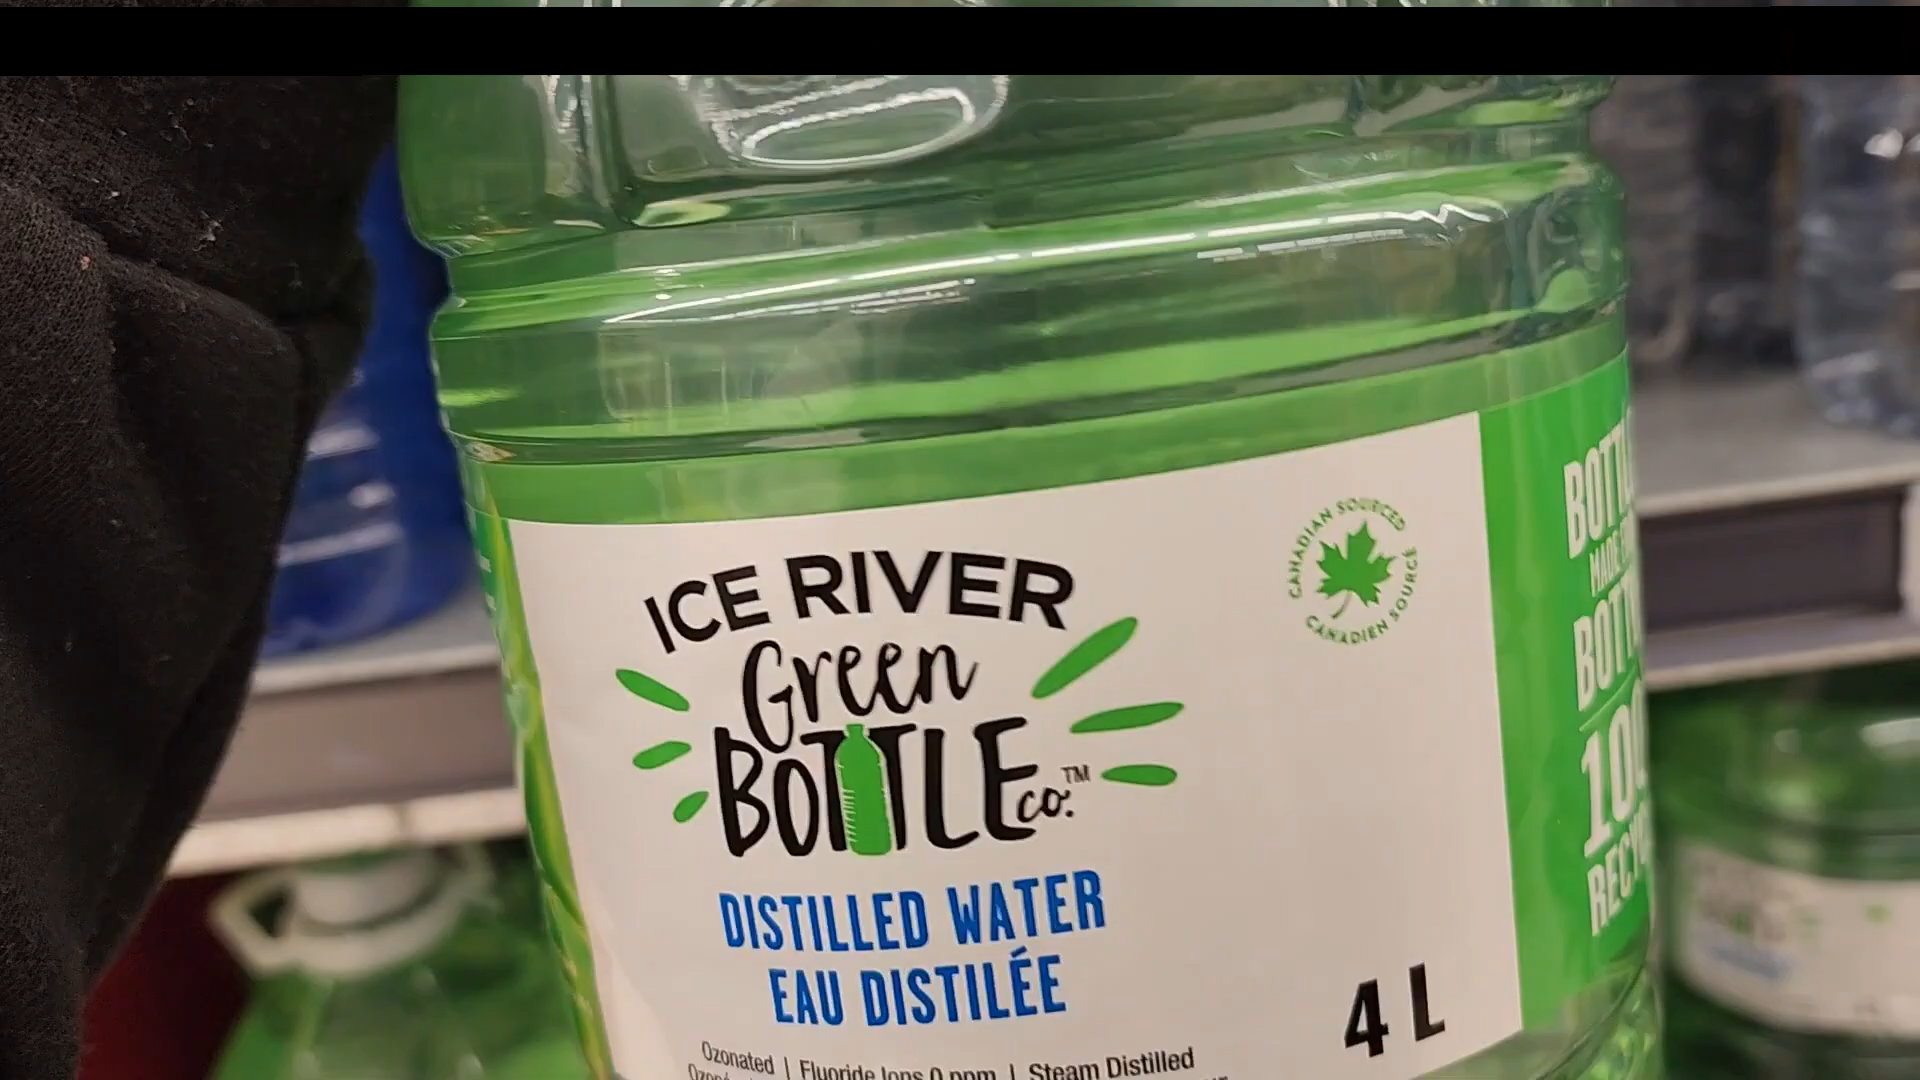 ICE RIVER
Green
BOTTLE
co.™
CANADIAN SOURCED
CANADIEN SOURCÉ
DISTILLED WATER
EAU DISTILÉE
4 L
Ozonated | Fluoride Ions 0 ppm | Steam Distilled